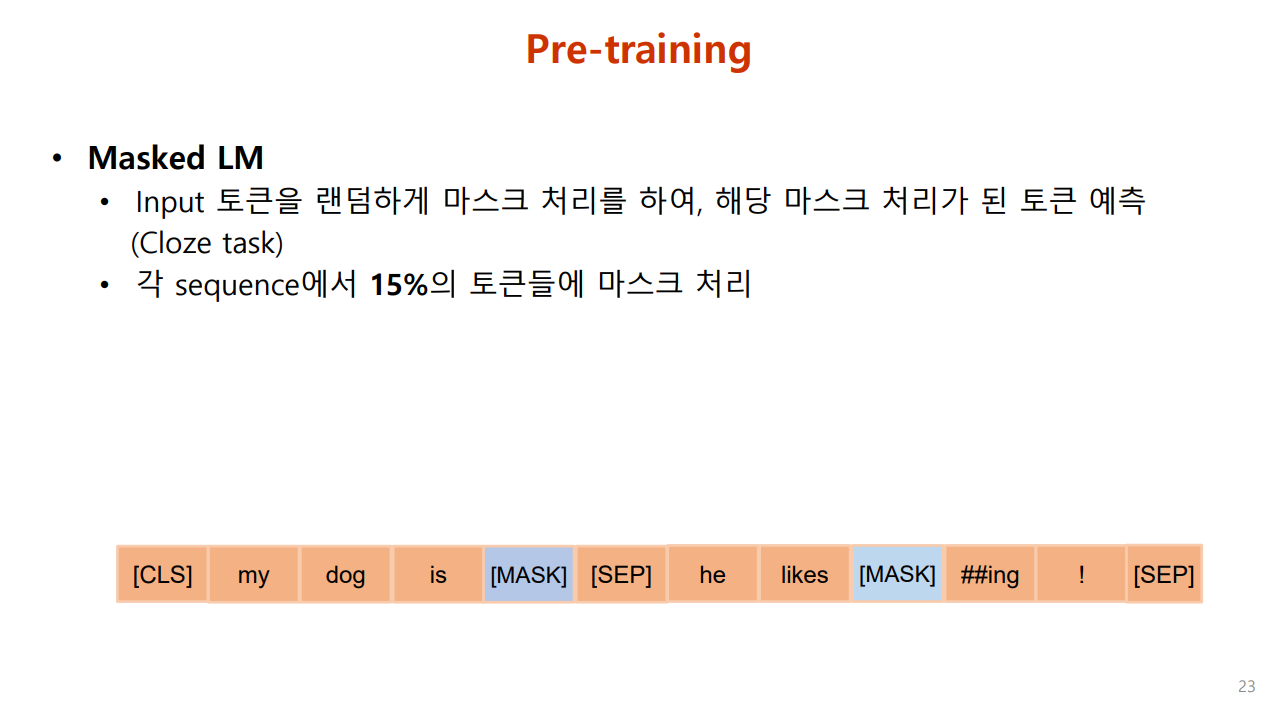 Pre-training
• Masked LM
• Input 토큰을 랜덤하게 마스크 처리를 하여, 해당 마스크 처리가 된 토큰 예측
(Cloze task)
• 각 sequence에서 15%의 토큰들에 마스크 처리
[CLS] my dog is [MASK] [SEP] he likes [MASK] ##ing ! [SEP]
23